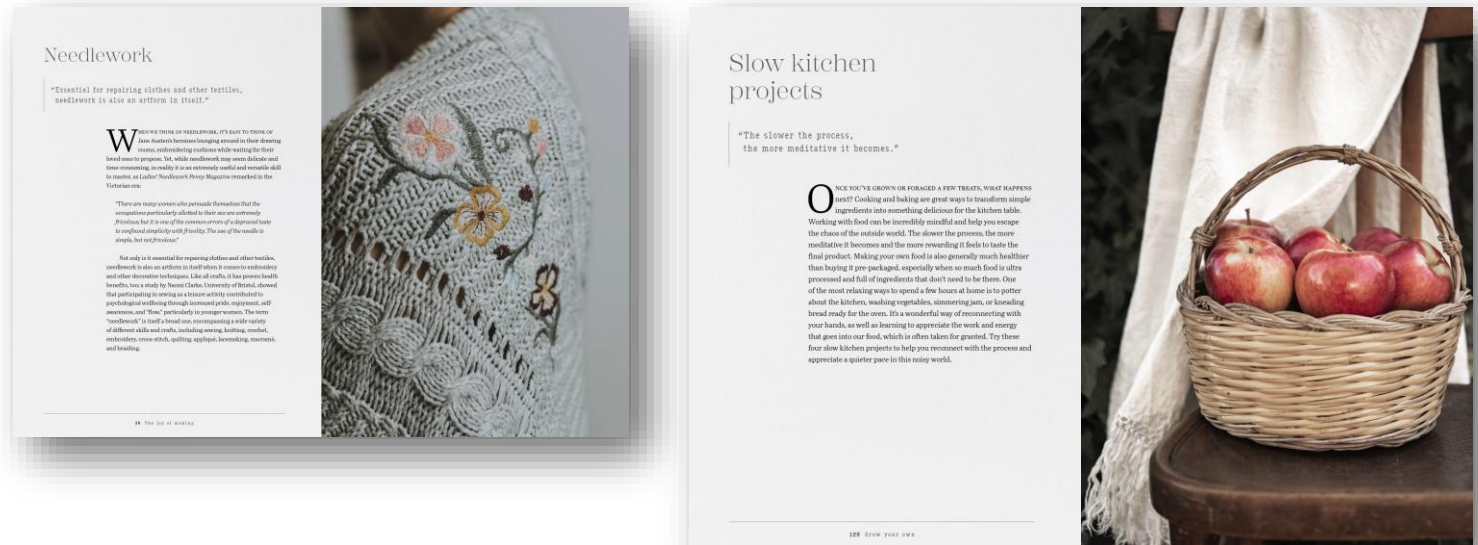 Needlework
"Essential for repairing clothes and other textiles,
needlework is also an artform in itself."
WHEN WE THINK OF NEEDLEWORK, IT'S EASY TO THINK OF
Jane Austen's heroines lounging around in their drawing
rooms, embroidering cushions while waiting for their
loved ones to propose. Yet, while needlework may seem delicate and
time-consuming, in reality it is an extremely useful and versatile skill
to master, as Ladies' Needlework Penny Magazine remarked in the
Victorian era:
"There are many women who persuade themselves that the
occupations particularly allotted to their sex are extremely
frivolous but it is one of the common errors of a depraved taste
to confound simplicity with frivolity. The use of the needle is
simple, but not frivolous."
Not only is it essential for repairing clothes and other textiles,
needlework is also an artform in itself when it comes to embroidery
and other decorative techniques. Like all crafts, it has proven health
benefits, too; a study by Naomi Clarke, University of Bristol, showed
that participating in sewing as a leisure activity contributed to
psychological wellbeing through increased pride, enjoyment, self-
awareness, and "flow," particularly in younger women. The term
"needlework" is itself a broad one, encompassing a wide variety
of different skills and crafts, including sewing, knitting, crochet,
embroidery, cross-stitch, quilting, appliqué, lacemaking, macramé,
and braiding.
The joy of making
Slow kitchen
projects
"The slower the process,
the more meditative it becomes."
ONCE YOU'VE GROWN OR FORAGED A FEW TREATS, WHAT HAPPENS
next? Cooking and baking are great ways to transform simple
ingredients into something delicious for the kitchen table.
Working with food can be incredibly mindful and help you escape
the chaos of the outside world. The slower the process, the more
meditative it becomes and the more rewarding it feels to taste the
final product. Making your own food is also generally much healthier
than buying it pre-packaged, especially when so much food is ultra
processed and full of ingredients that don't need to be there. One
of the most relaxing ways to spend a few hours at home is to potter
about the kitchen, washing vegetables, simmering jam, or kneading
bread ready for the oven. It's a wonderful way of reconnecting with
your hands, as well as learning to appreciate the work and energy
that goes into our food, which is often taken for granted. Try these
four slow kitchen projects to help you reconnect with the process and
appreciate a quieter pace in this noisy world.
126 Grow your own